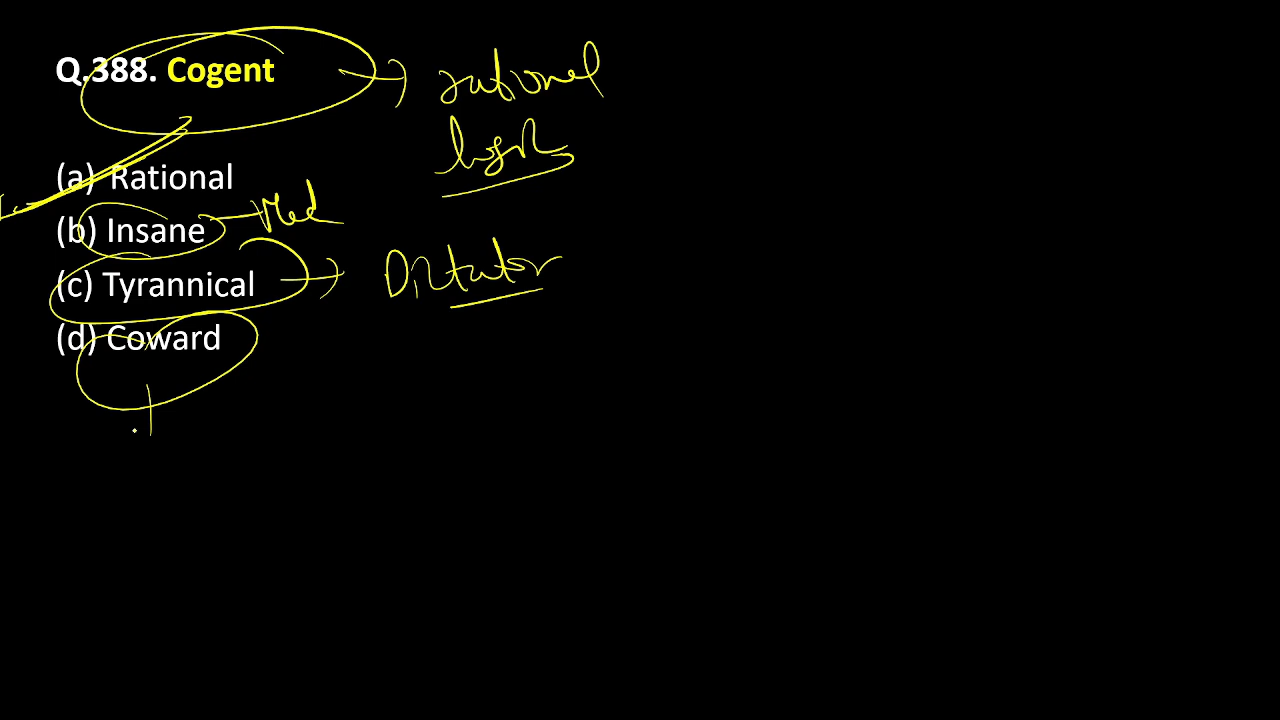 Q.388. Cogent
rational
logic
(a) Rational
(b) Insane
Mad
(c) Tyrannical
Dictator
(d) Coward